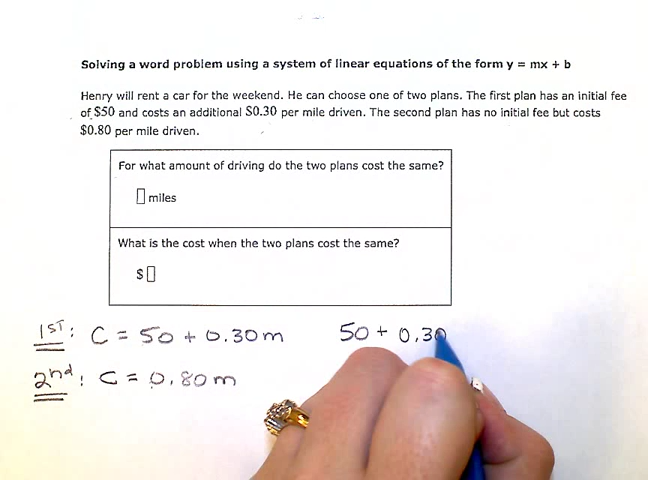 Solving a word problem using a system of linear equations of the form y = mx + b
Henry will rent a car for the weekend. He can choose one of two plans. The first plan has an initial fee
of $50 and costs an additional $0.30 per mile driven. The second plan has no initial fee but costs
$0.80 per mile driven.
For what amount of driving do the two plans cost the same?
miles
What is the cost when the two plans cost the same?
$
1ST: C = 50 + 0.30m 50 + 0.30
2nd: C = 0.80m